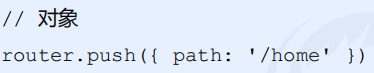 // 对象
router.push({ path: '/home' })